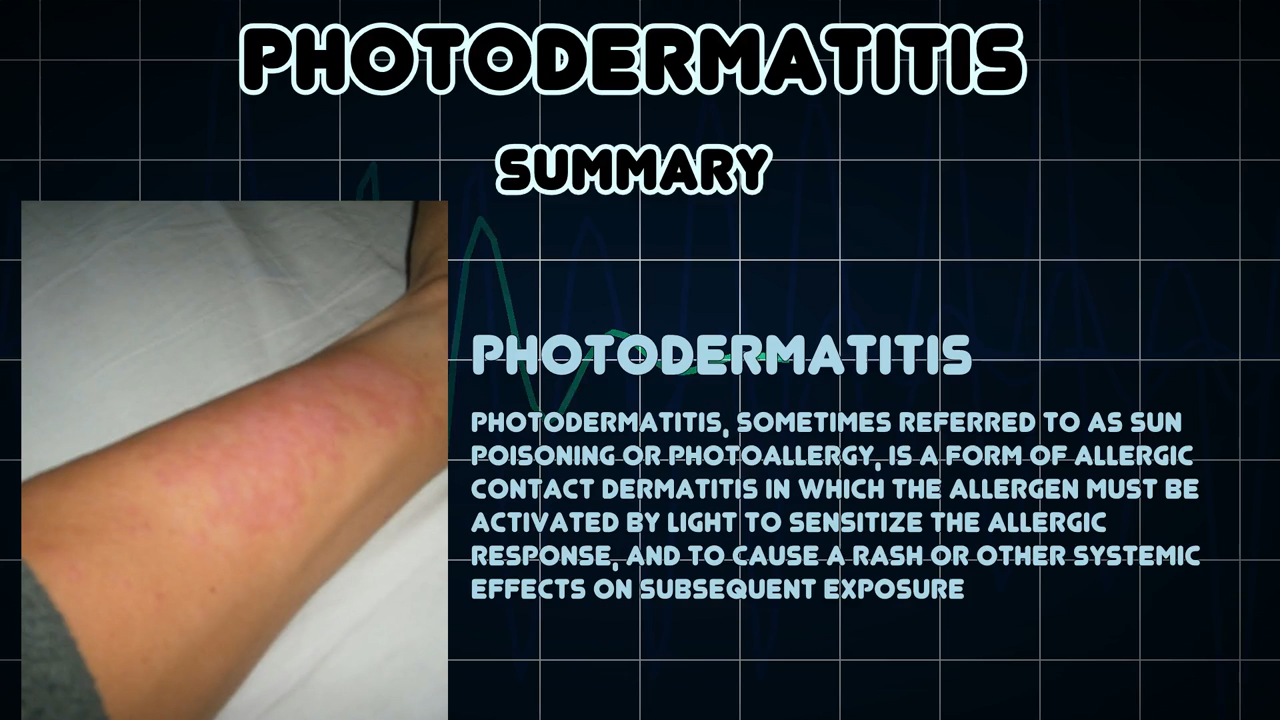 PHOTODERMATITIS
SUMMARY
PHOTODERMATITIS
PHOTODERMATITIS, SOMETIMES REFERRED TO AS SUN
POISONING OR PHOTOALLERGY, IS A FORM OF ALLERGIC
CONTACT DERMATITIS IN WHICH THE ALLERGEN MUST BE
ACTIVATED BY LIGHT TO SENSITIZE THE ALLERGIC
RESPONSE, AND TO CAUSE A RASH OR OTHER SYSTEMIC
EFFECTS ON SUBSEQUENT EXPOSURE